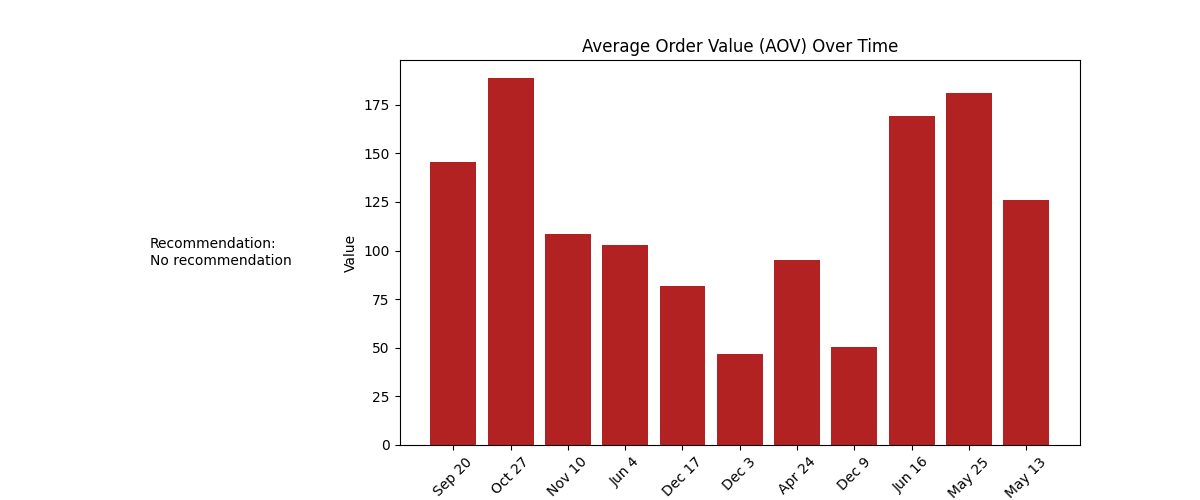 Average Order Value (AOV) Over Time
Recommendation:
No recommendation
Value
175
150
125
100
75
50
25
0
Sep 20
Oct 27
Nov 10
Jun 4
Dec 17
Dec 3
Apr 24
Dec 9
Jun 16
May 25
May 13